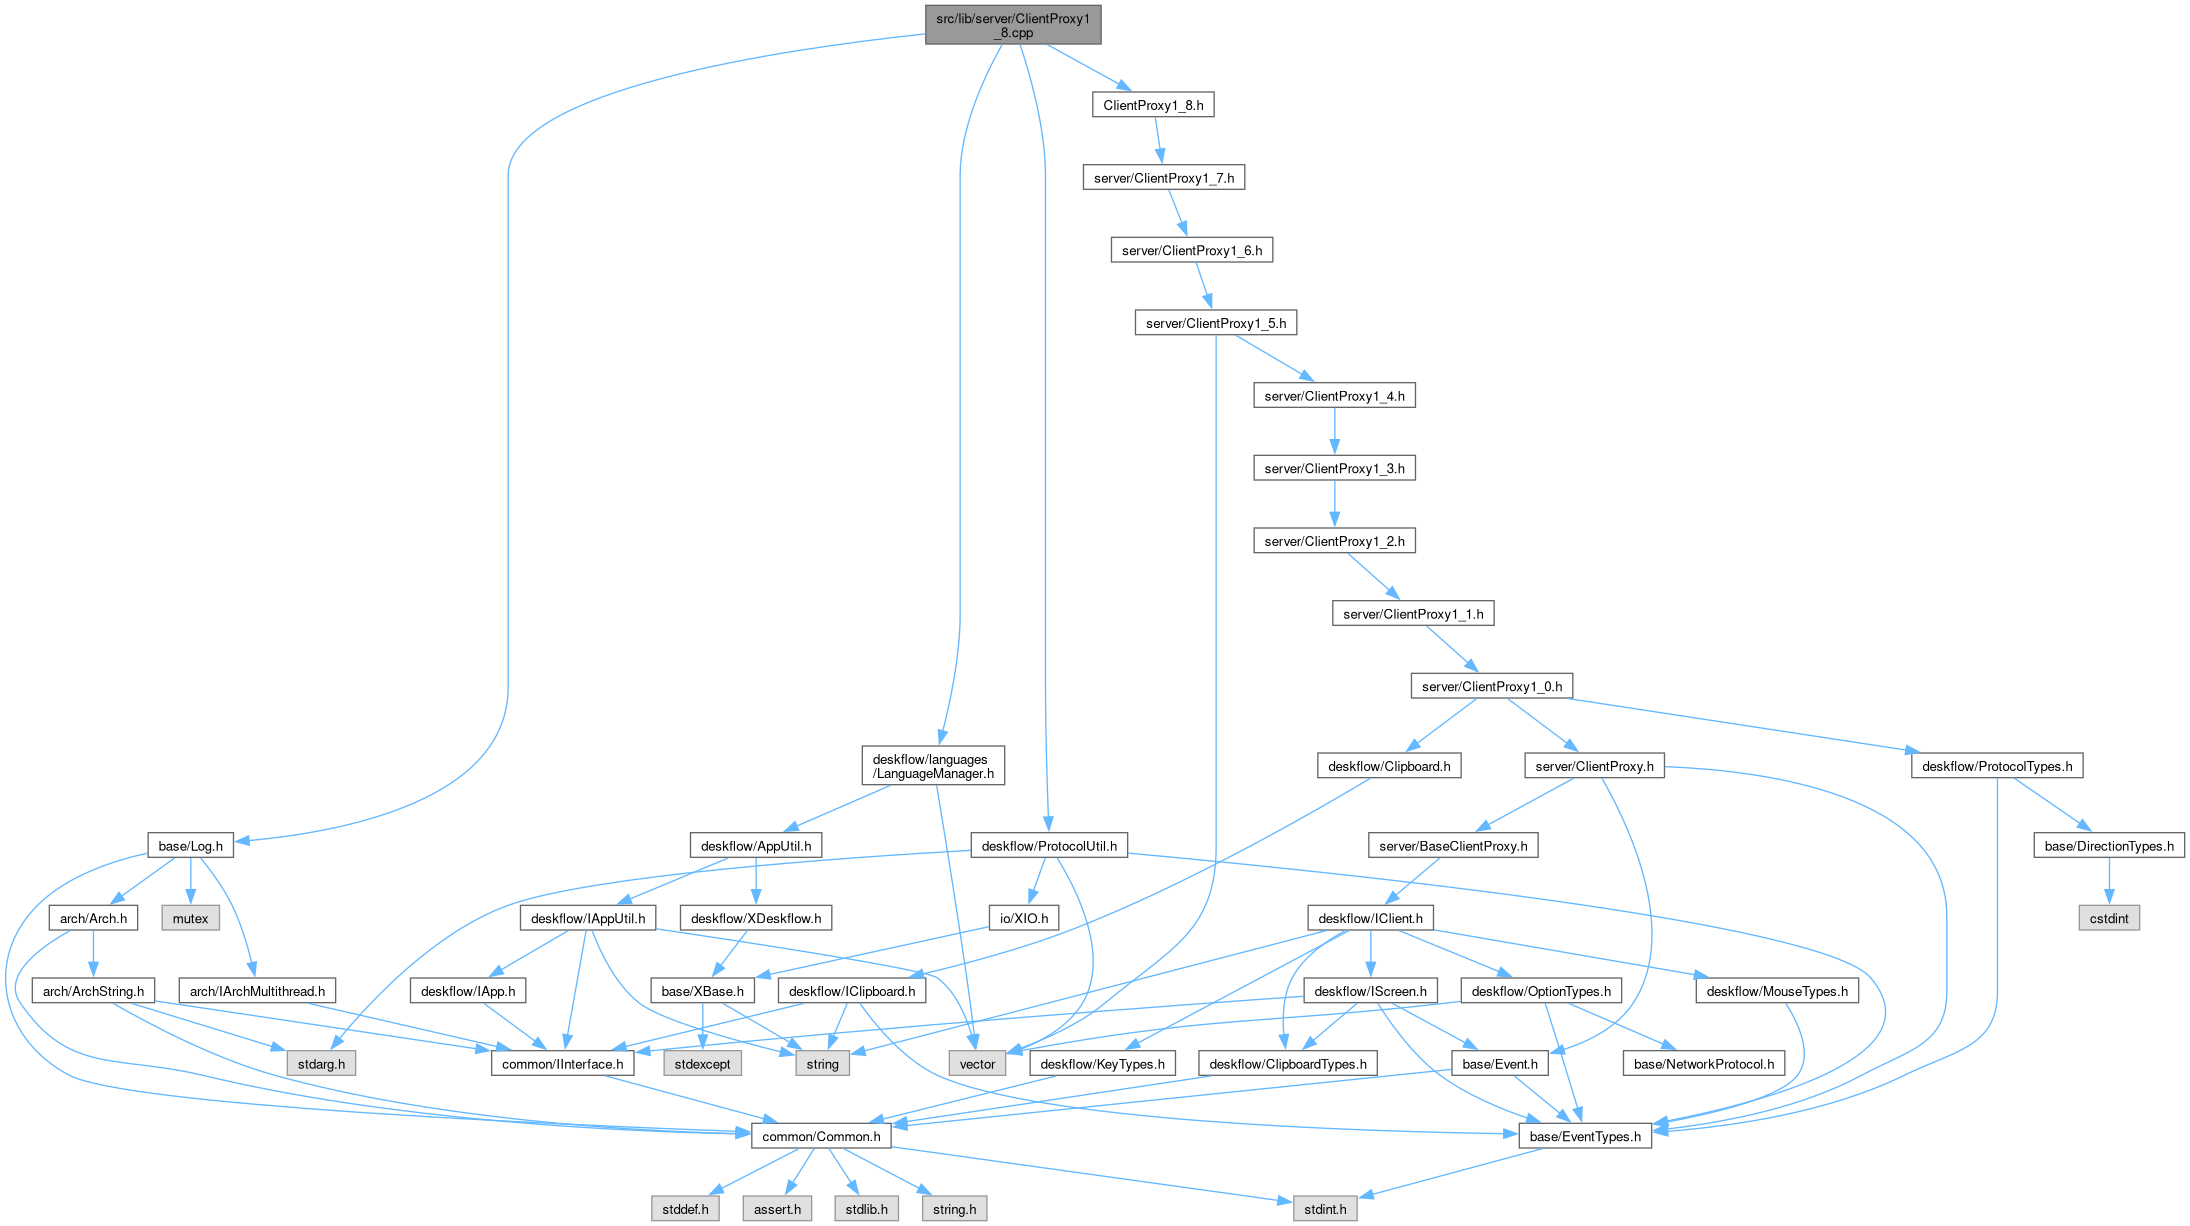 src/lib/server/ClientProxy1
_8.cpp
ClientProxy1_8.h
server/ClientProxy1_7.h
server/ClientProxy1_6.h
server/ClientProxy1_5.h
server/ClientProxy1_4.h
server/ClientProxy1_3.h
server/ClientProxy1_2.h
server/ClientProxy1_1.h
server/ClientProxy1_0.h
deskflow/languages
/LanguageManager.h
deskflow/Clipboard.h
server/ClientProxy.h
deskflow/ProtocolTypes.h
base/Log.h
deskflow/AppUtil.h
deskflow/ProtocolUtil.h
server/BaseClientProxy.h
base/DirectionTypes.h
arch/Arch.h
mutex
deskflow/IAppUtil.h
deskflow/XDeskflow.h
io/XIO.h
deskflow/IClient.h
cstdint
arch/ArchString.h
arch/IArchMultithread.h
deskflow/IApp.h
base/XBase.h
deskflow/IClipboard.h
deskflow/IScreen.h
deskflow/OptionTypes.h
deskflow/MouseTypes.h
stdarg.h
common/IInterface.h
stdexcept
string
vector
deskflow/KeyTypes.h
deskflow/ClipboardTypes.h
base/Event.h
base/NetworkProtocol.h
common/Common.h
base/EventTypes.h
stddef.h
assert.h
stdlib.h
string.h
stdint.h